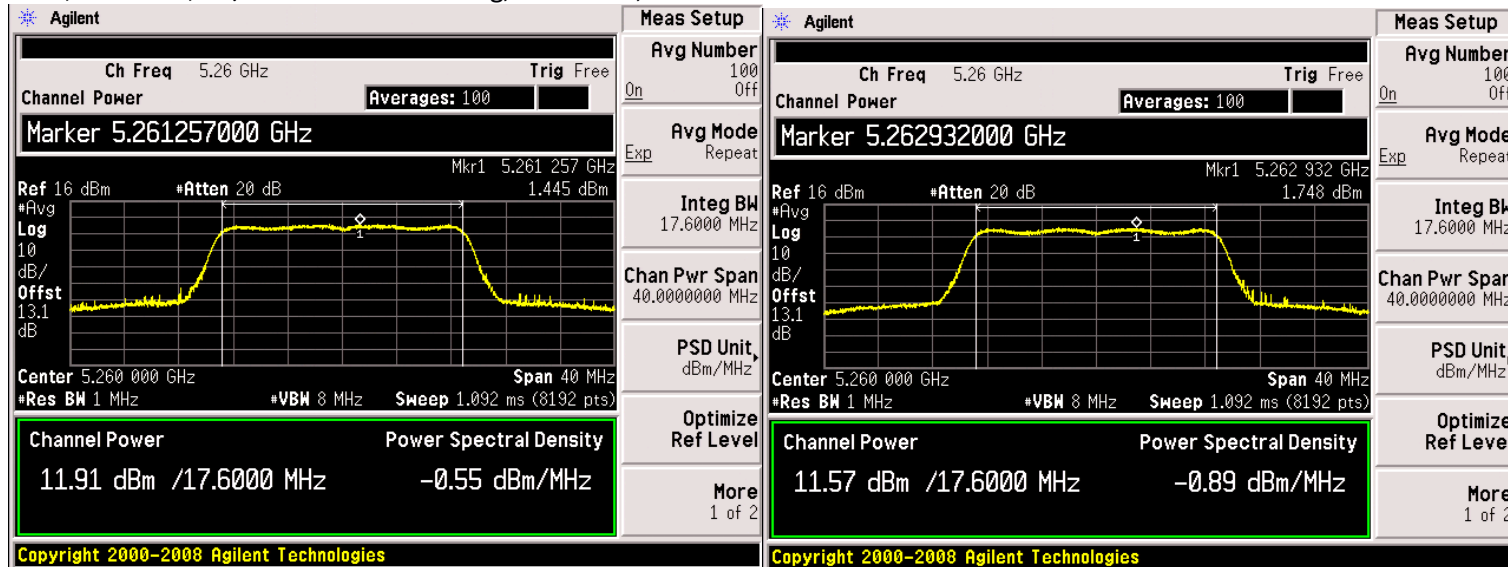 Agilent
Meas Setup
Ch Freq 5.26 GHz Trig Free
Channel Power Averages: 100
Marker 5.261257000 GHz
Mkr1 5.261 257 GHz
Ref 16 dBm #Atten 20 dB 1.445 dBm
#Avg
Log
10
dB/
Offst
13.1
dB
1
Center 5.260 000 GHz Span 40 MHz
#Res BW 1 MHz #VBW 8 MHz Sweep 1.092 ms (8192 pts)
Channel Power Power Spectral Density
11.91 dBm /17.6000 MHz -0.55 dBm/MHz
Copyright 2000-2008 Agilent Technologies
Avg Number
100
On Off
Avg Mode
Exp Repeat
Integ BW
17.6000 MHz
Chan Pwr Span
40.0000000 MHz
PSD Unit
dBm/MHz
Optimize
Ref Level
More
1 of 2
Agilent
Meas Setup
Ch Freq 5.26 GHz Trig Free
Channel Power Averages: 100
Marker 5.262932000 GHz
Mkr1 5.262 932 GHz
Ref 16 dBm #Atten 20 dB 1.748 dBm
#Avg
Log
10
dB/
Offst
13.1
dB
1
Center 5.260 000 GHz Span 40 MHz
#Res BW 1 MHz #VBW 8 MHz Sweep 1.092 ms (8192 pts)
Channel Power Power Spectral Density
11.57 dBm /17.6000 MHz -0.89 dBm/MHz
Copyright 2000-2008 Agilent Technologies
Avg Number
100
On Off
Avg Mode
Exp Repeat
Integ BW
17.6000 MHz
Chan Pwr Span
40.0000000 MHz
PSD Unit
dBm/MHz
Optimize
Ref Level
More
1 of 2